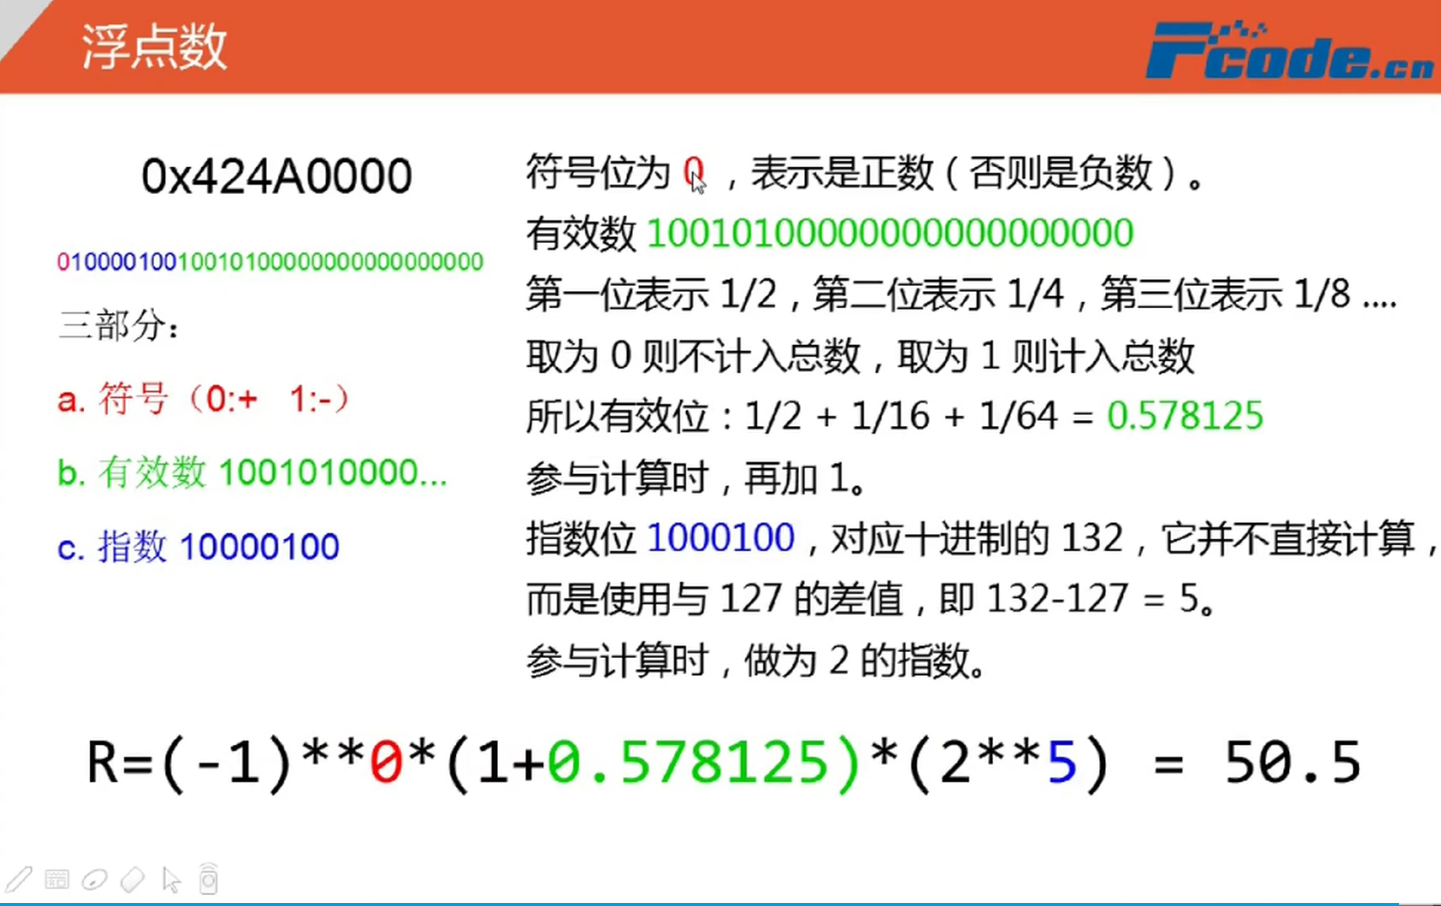 浮点数
Fcode.cn
0x424A0000
01000010010010100000000000000000
三部分：
a. 符号（0:+ 1:-）
b. 有效数 1001010000...
c. 指数 10000100
符号位为 0 ，表示是正数（否则是负数）。
有效数 10010100000000000000000
第一位表示 1/2，第二位表示 1/4，第三位表示 1/8 ....
取为 0 则不计入总数，取为 1 则计入总数
所以有效位：1/2 + 1/16 + 1/64 = 0.578125
参与计算时，再加 1。
指数位 1000100，对应十进制的 132，它并不直接计算，
而是使用与 127 的差值，即 132-127 = 5。
参与计算时，做为 2 的指数。
R=(-1)**0*(1+0.578125)*(2**5) = 50.5